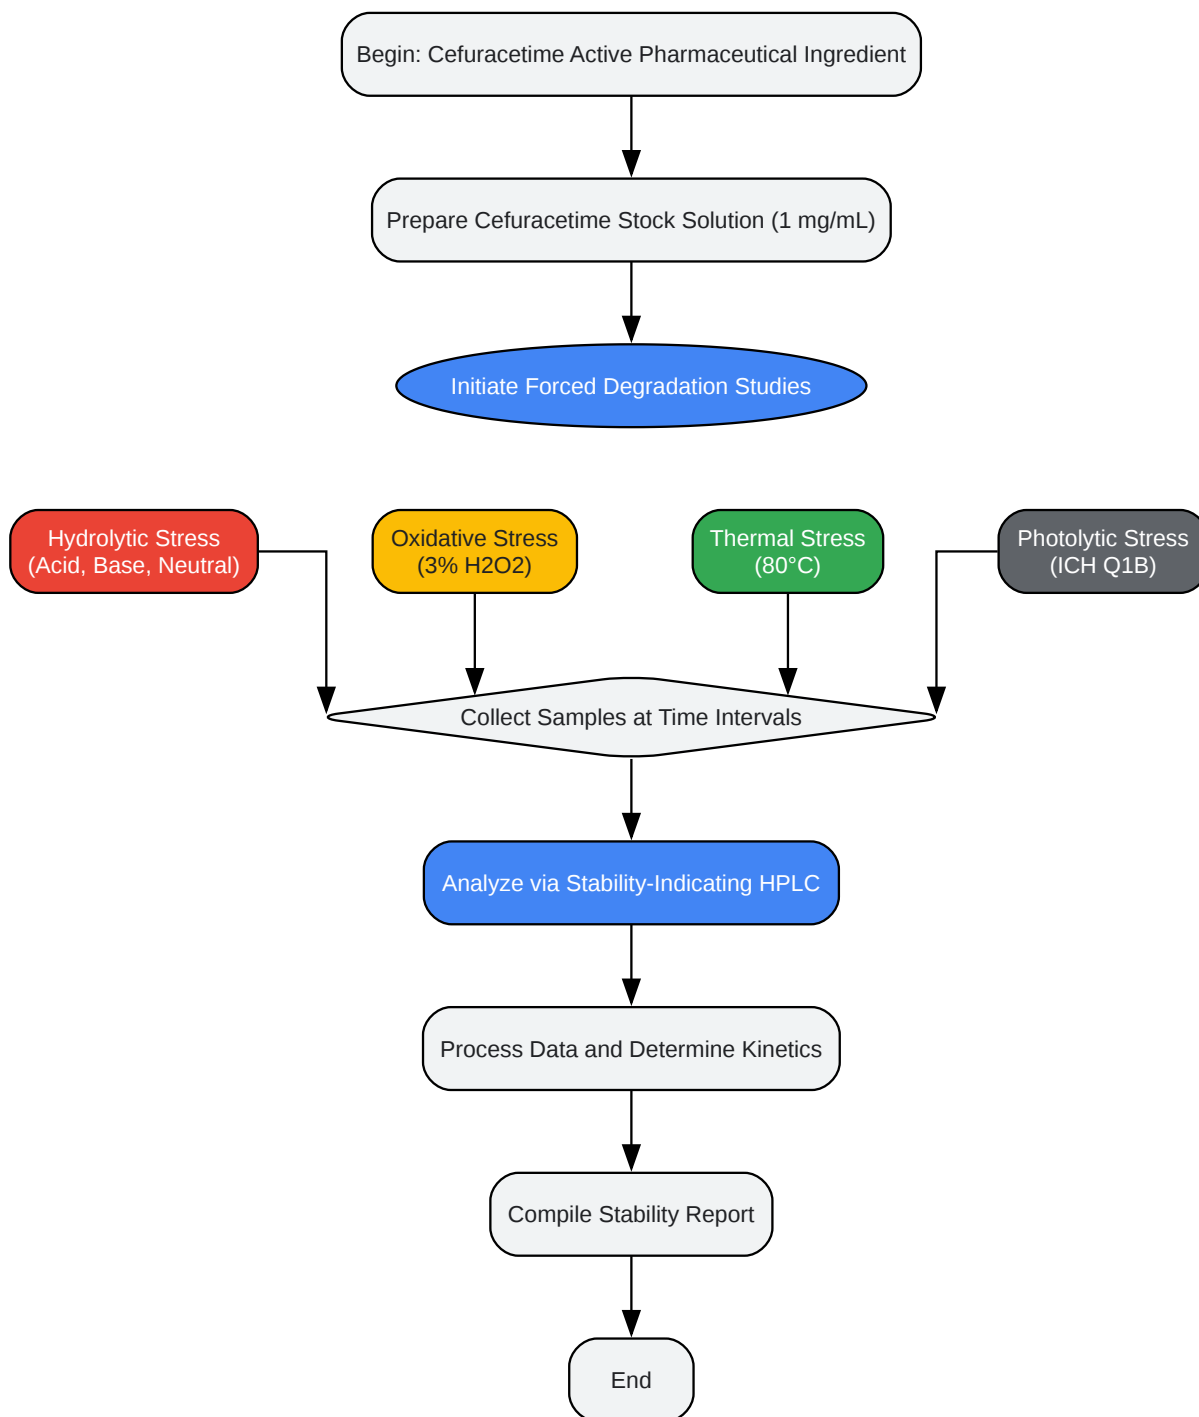 Begin: Cefuracetime Active Pharmaceutical Ingredient
Prepare Cefuracetime Stock Solution (1 mg/mL)
Initiate Forced Degradation Studies
Hydrolytic Stress
(Acid, Base, Neutral)
Oxidative Stress
(3% H2O2)
Thermal Stress
(80°C)
Photolytic Stress
(ICH Q1B)
Collect Samples at Time Intervals
Analyze via Stability-Indicating HPLC
Process Data and Determine Kinetics
Compile Stability Report
End